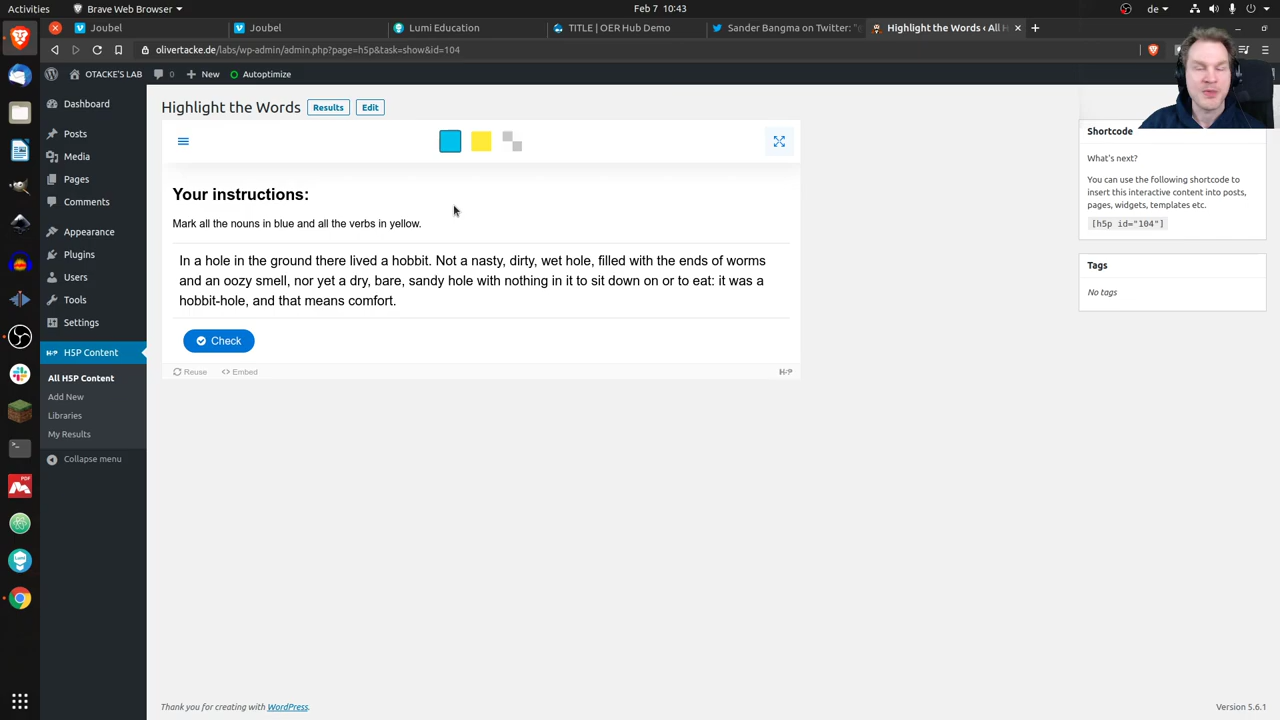 Activities
Brave Web Browser
Feb 7 10:43
de
Joubel
Joubel
Lumi Education
TITLE | OER Hub Demo
Sander Bangma on Twitter: "
Highlight the Words ‹ All H
olivertacke.de/labs/wp-admin/admin.php?page=h5p&task=show&id=104
OTACKE'S LAB
0
New
Autoptimize
Dashboard
Posts
Media
Pages
Comments
Appearance
Plugins
Users
Tools
Settings
H5P Content
All H5P Content
Add New
Libraries
My Results
Collapse menu
Highlight the Words
Results
Edit
Your instructions:
Mark all the nouns in blue and all the verbs in yellow.
In a hole in the ground there lived a hobbit. Not a nasty, dirty, wet hole, filled with the ends of worms
and an oozy smell, nor yet a dry, bare, sandy hole with nothing in it to sit down on or to eat: it was a
hobbit-hole, and that means comfort.
Check
Reuse
Embed
H5P
Shortcode
What's next?
You can use the following shortcode to
insert this interactive content into posts,
pages, widgets, templates etc.
[h5p id="104"]
Tags
No tags
Thank you for creating with WordPress.
Version 5.6.1